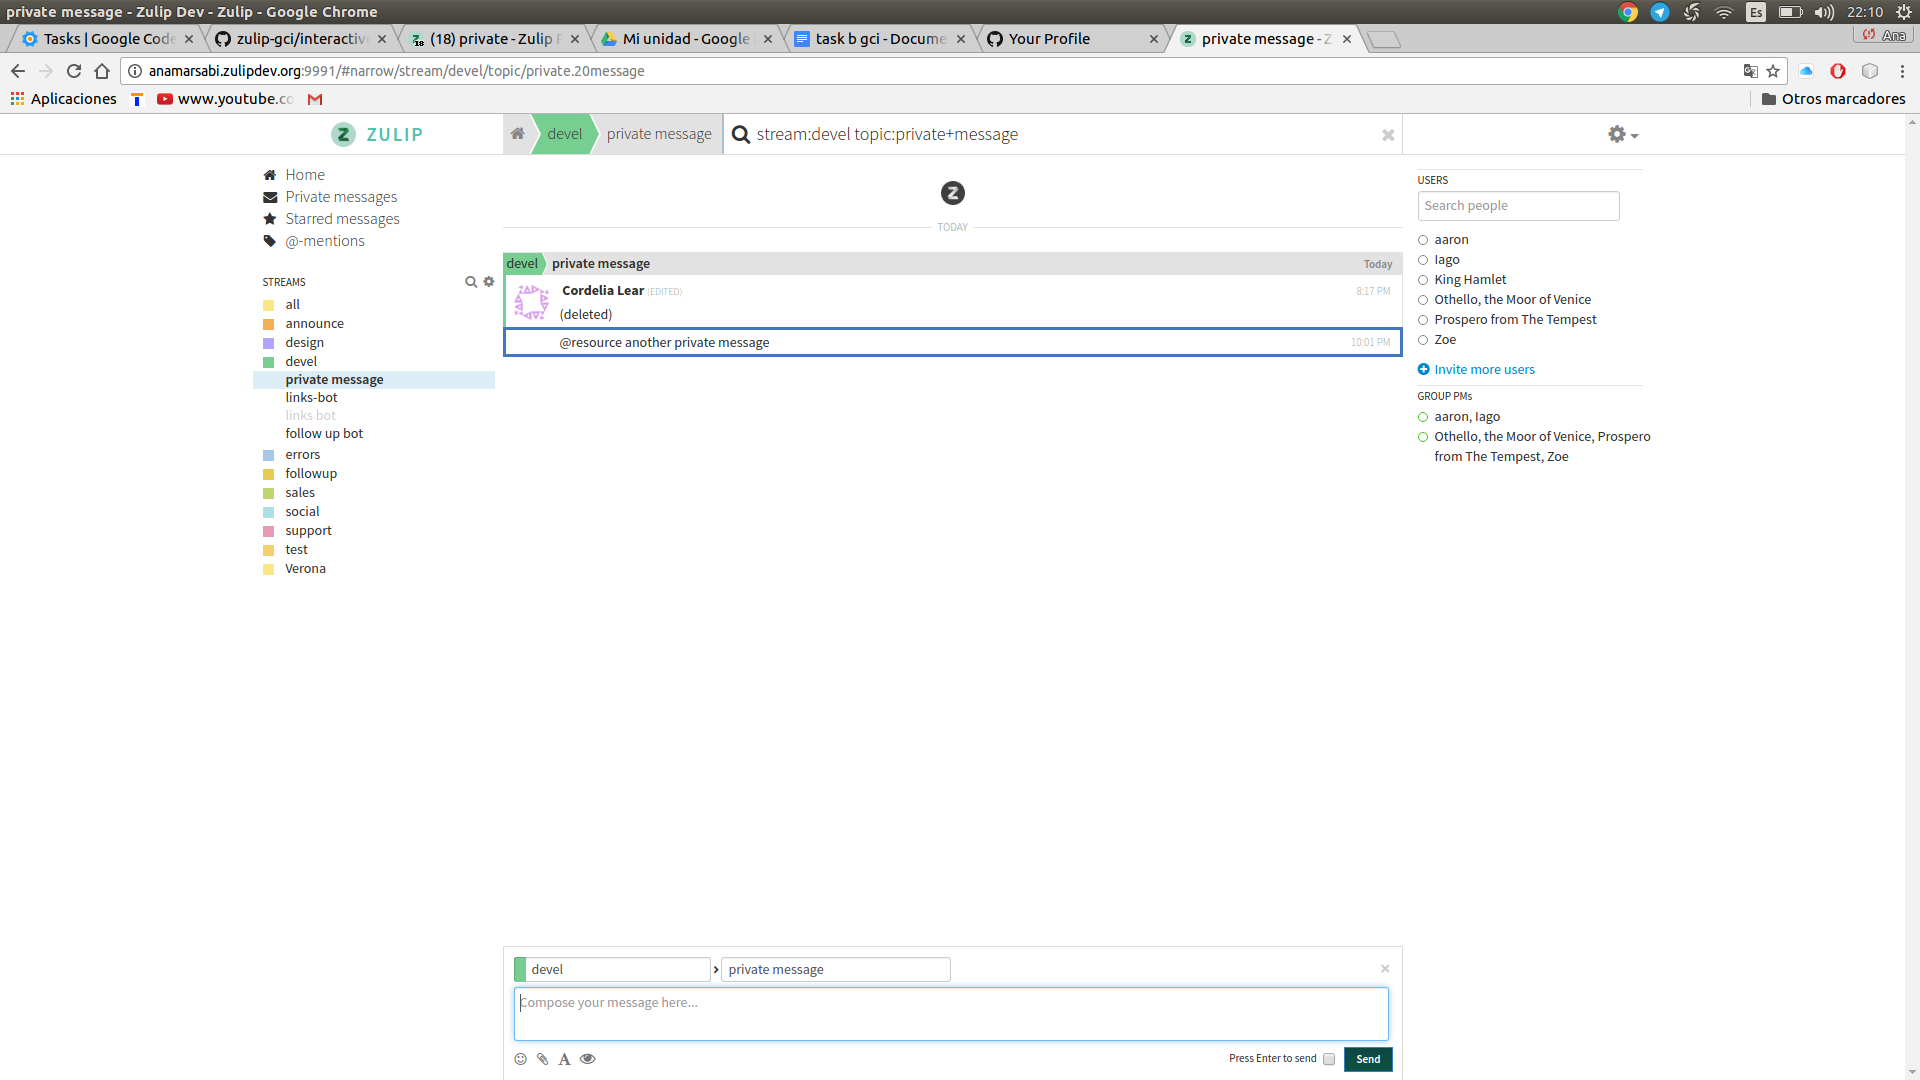 private message - Zulip Dev - Zulip - Google Chrome
Es
22:10
Tasks | Google Code
zulip-gci/interactiv
(18) private - Zulip
Mi unidad - Google
task b gci - Docume
Your Profile
private message - Z
Ana
anamarsabi.zulipdev.org:9991/#narrow/stream/devel/topic/private.20message
Aplicaciones
www.youtube.co
Otros marcadores
ZULIP
devel
private message
stream:devel topic:private+message
Home
Private messages
Starred messages
@-mentions
STREAMS
all
announce
design
devel
private message
links-bot
links bot
follow up bot
errors
followup
sales
social
support
test
Verona
TODAY
devel
private message
Today
Cordelia Lear (EDITED)
8:17 PM
(deleted)
@resource another private message
10:01 PM
USERS
Search people
aaron
Iago
King Hamlet
Othello, the Moor of Venice
Prospero from The Tempest
Zoe
Invite more users
GROUP PMs
aaron, Iago
Othello, the Moor of Venice, Prospero
from The Tempest, Zoe
devel
private message
Compose your message here...
Press Enter to send
Send